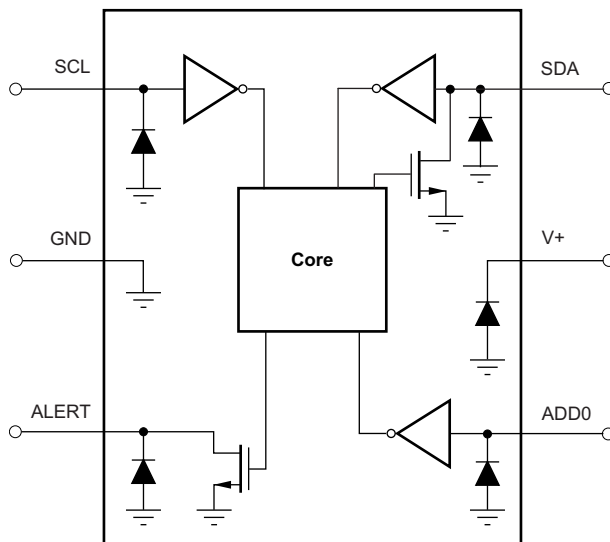 SCL
SDA
GND
Core
V+
ALERT
ADD0